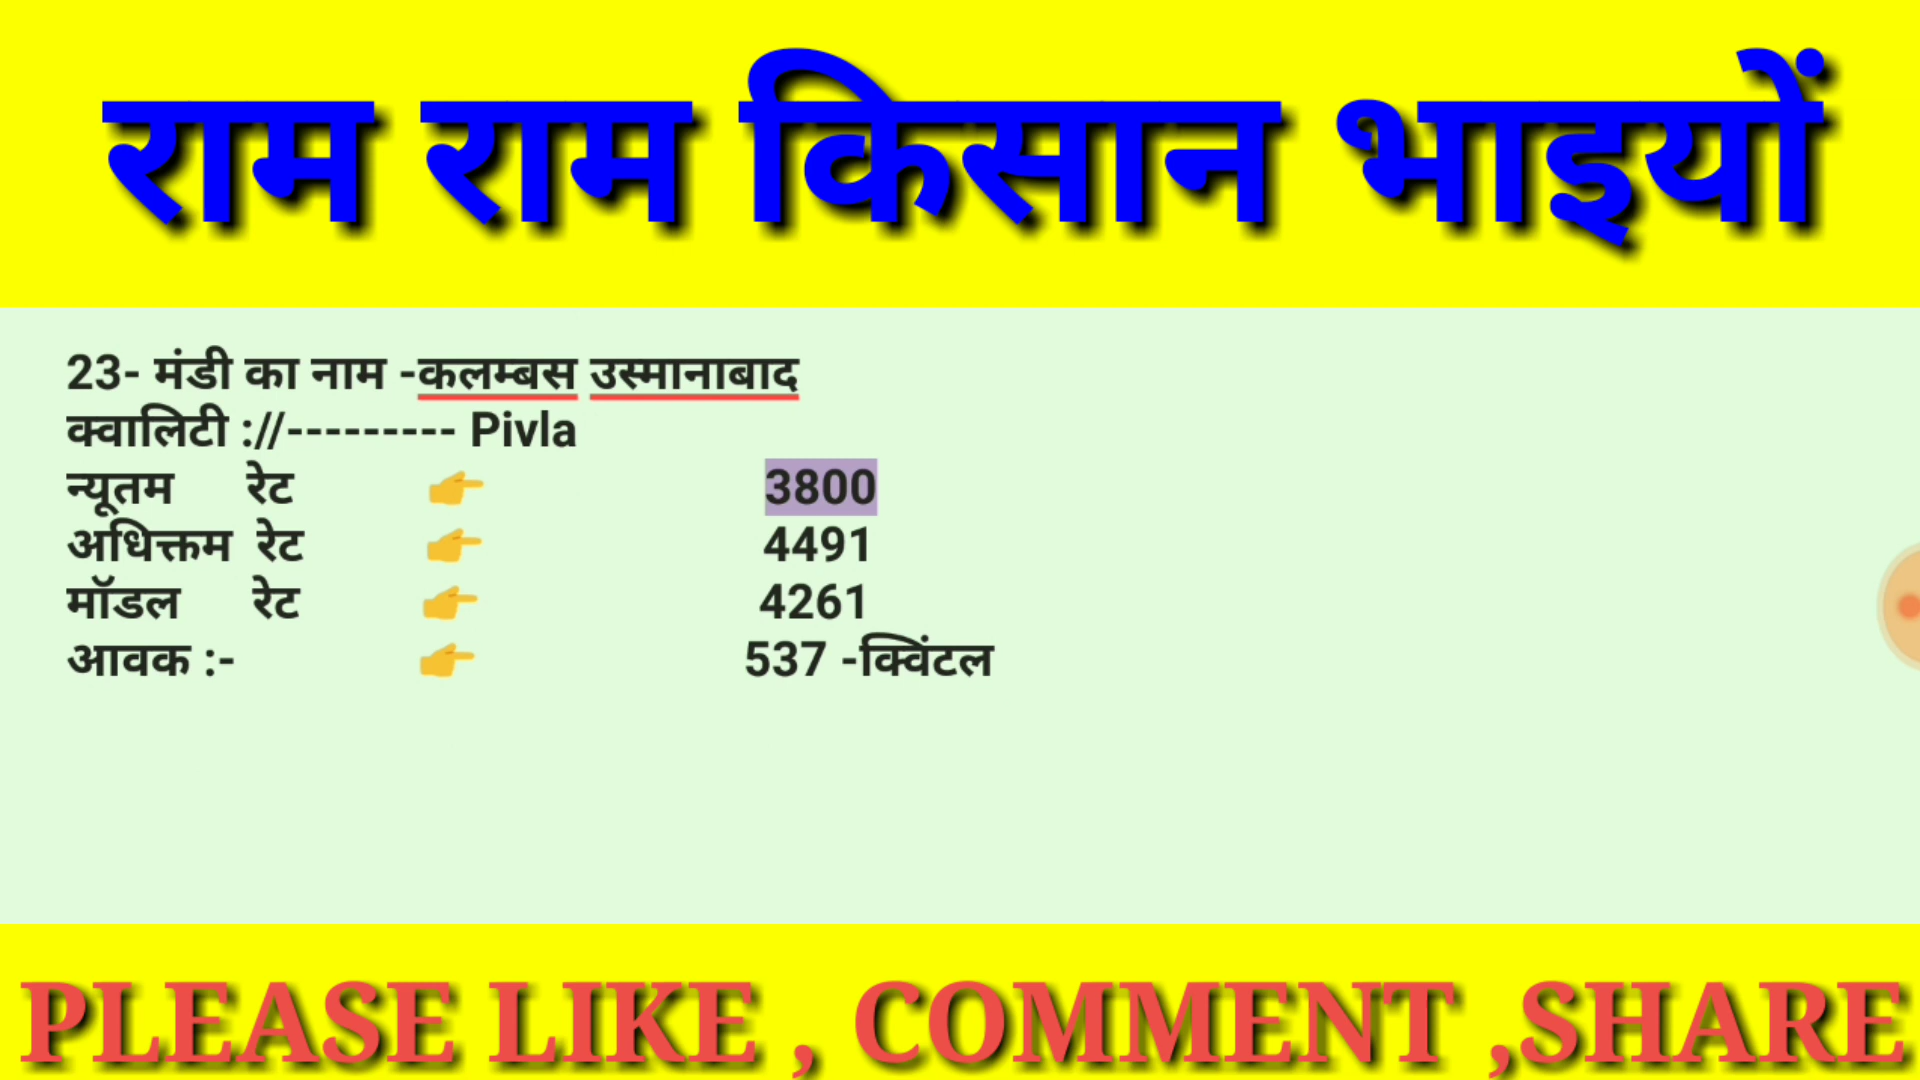 राम राम किसान भाइयों
23- मंडी का नाम -कलम्बस उस्मानाबाद
क्वालिटी ://--------- Pivla
न्यूतम रेट 👉 3800
अधिक्तम रेट 👉 4491
मॉडल रेट 👉 4261
आवक :- 👉 537 -क्विंटल
PLEASE LIKE , COMMENT ,SHARE